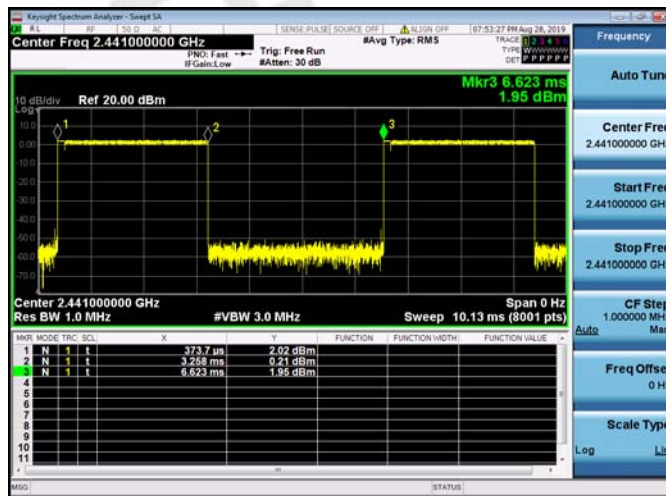 Keysight Spectrum Analyzer - Swept SA
RL RF 50 Ω AC SENSE:PULSE SOURCE OFF ALIGN OFF 07:53:27 PM Aug 28, 2019
Center Freq 2.441000000 GHz
PNO: Fast
IFGain:Low
Trig: Free Run
#Atten: 30 dB
#Avg Type: RMS
TRACE 1 2 3 4 5 6
TYPE
DET P P P P P P
Mkr3 6.623 ms
1.95 dBm
10 dB/div Ref 20.00 dBm
Log
10.0
0.00
-10.0
-20.0
-30.0
-40.0
-50.0
-60.0
-70.0
1
2
3
Center 2.441000000 GHz Span 0 Hz
Res BW 1.0 MHz #VBW 3.0 MHz Sweep 10.13 ms (8001 pts)
MKR MODE TRC SCL X Y FUNCTION FUNCTION WIDTH FUNCTION VALUE
1 N 1 t 373.7 µs 2.02 dBm
2 N 1 t 3.258 ms 0.21 dBm
3 N 1 t 6.623 ms 1.95 dBm
4
5
6
7
8
9
10
11
MSG STATUS
Frequency
Auto Tune
Center Freq
2.441000000 GHz
Start Freq
2.441000000 GHz
Stop Freq
2.441000000 GHz
CF Step
1.000000 MHz
Auto Man
Freq Offset
0 Hz
Scale Type
Log Lin